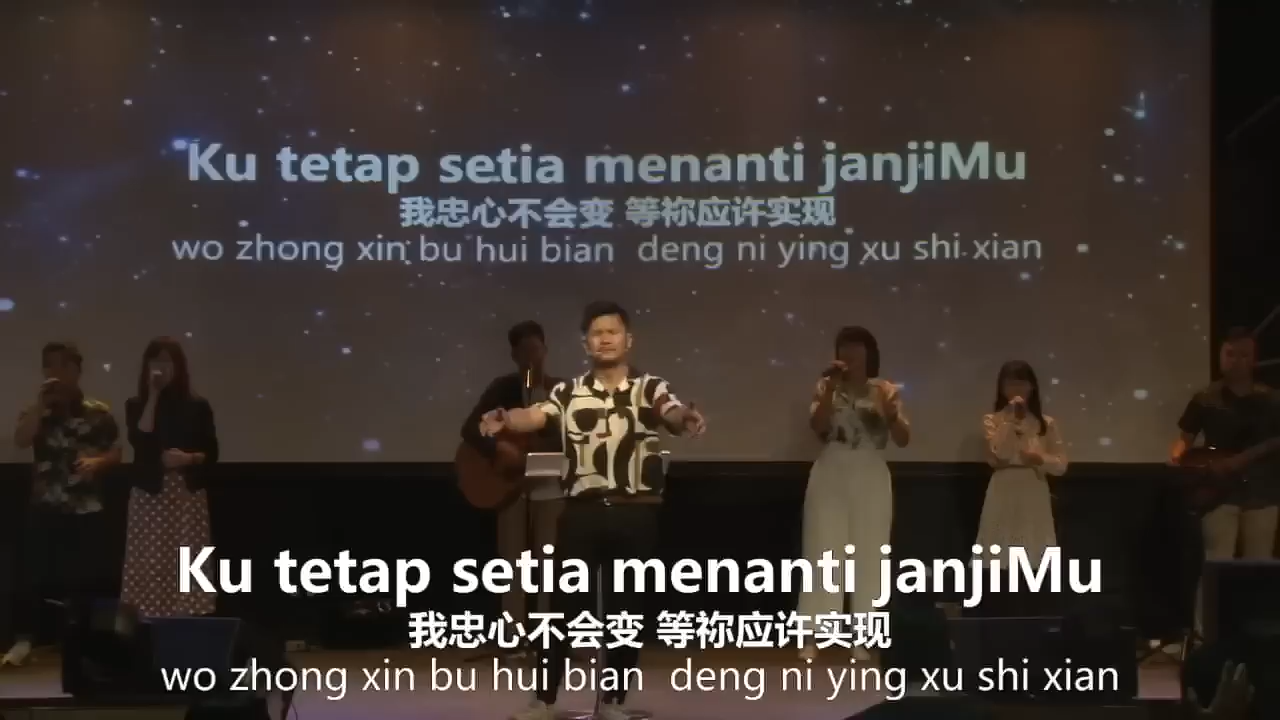 Ku tetap setia menanti janjiMu
我忠心不会变 等祢应许实现
wo zhong xin bu hui bian deng ni ying xu shi xian
Ku tetap setia menanti janjiMu
我忠心不会变 等祢应许实现
wo zhong xin bu hui bian deng ni ying xu shi xian